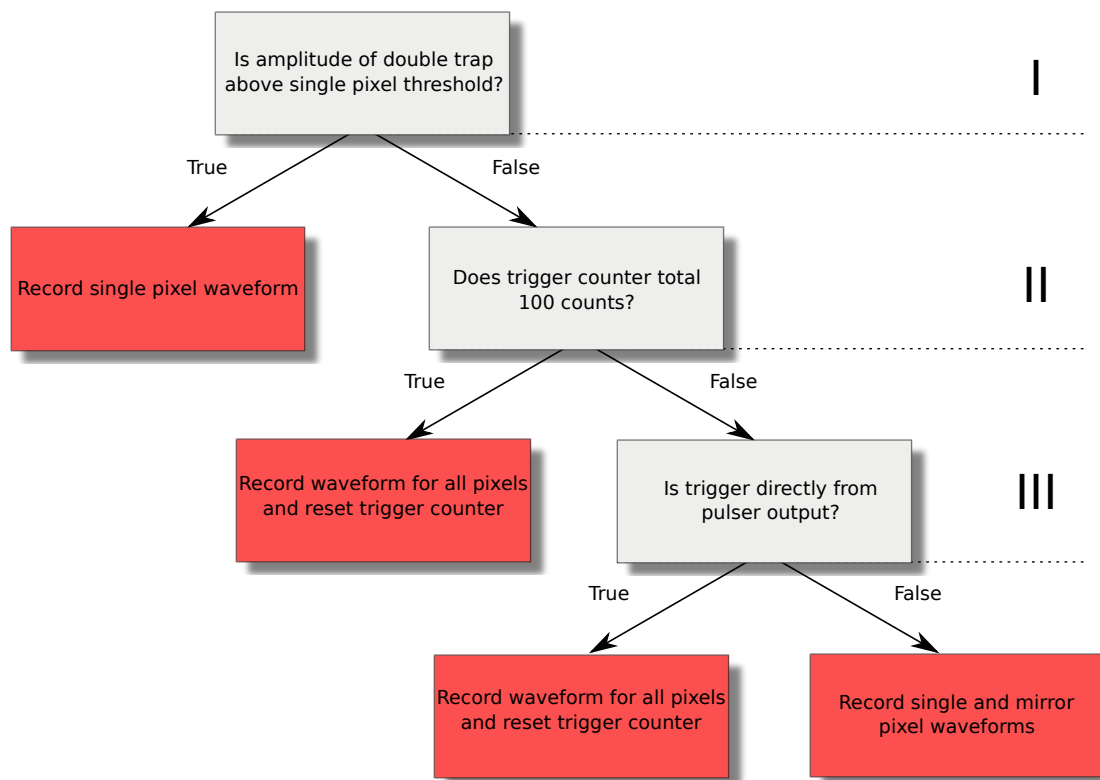 Is amplitude of double trap
above single pixel threshold?
I
True
False
Record single pixel waveform
Does trigger counter total
100 counts?
II
True
False
Record waveform for all pixels
and reset trigger counter
Is trigger directly from
pulser output?
III
True
False
Record waveform for all pixels
and reset trigger counter
Record single and mirror
pixel waveforms